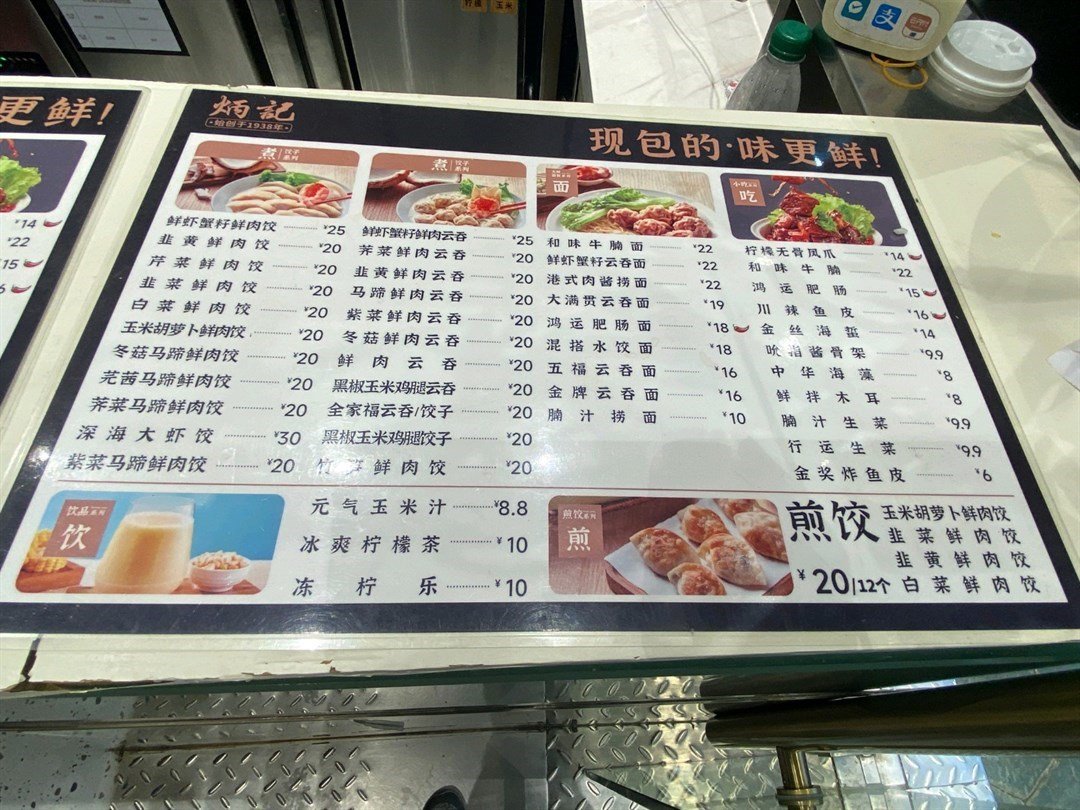 柠檬
玉米
更鲜!
¥14
¥22
¥15
炳記
始创于1938年
现包的·味更鲜!
煮 饺子系列
鲜虾蟹籽鲜肉饺 ¥25
韭黄鲜肉饺 ¥20
芹菜鲜肉饺 ¥20
韭菜鲜肉饺 ¥20
白菜鲜肉饺 ¥20
玉米胡萝卜鲜肉饺 ¥20
冬菇马蹄鲜肉饺 ¥20
芫茜马蹄鲜肉饺 ¥20
荠菜马蹄鲜肉饺 ¥20
深海大虾饺 ¥30
紫菜马蹄鲜肉饺 ¥20
煮 饺子系列
鲜虾蟹籽鲜肉云吞 ¥25
荠菜鲜肉云吞 ¥20
韭黄鲜肉云吞 ¥20
马蹄鲜肉云吞 ¥20
紫菜鲜肉云吞 ¥20
冬菇鲜肉云吞 ¥20
鲜肉云吞 ¥20
黑椒玉米鸡腿云吞 ¥20
全家福云吞/饺子 ¥20
黑椒玉米鸡腿饺子 ¥20
竹笋鲜肉饺 ¥20
面
和味牛腩面 ¥22
鲜虾蟹籽云吞面 ¥22
港式肉酱捞面 ¥22
大满贯云吞面 ¥19
鸿运肥肠面 ¥18
混搭水饺面 ¥18
五福云吞面 ¥16
金牌云吞面 ¥16
腩汁捞面 ¥10
小吃系列
吃
柠檬无骨凤爪 ¥14
和味牛腩 ¥22
鸿运肥肠 ¥15
川辣鱼皮 ¥16
金丝海蜇 ¥14
吮指酱骨架 ¥9.9
中华海藻 ¥8
鲜拌木耳 ¥8
腩汁生菜 ¥9.9
行运生菜 ¥9.9
金奖炸鱼皮 ¥6
饮品系列
饮
元气玉米汁 ¥8.8
冰爽柠檬茶 ¥10
冻柠乐 ¥10
煎饺系列
煎
煎饺
¥20/12个
玉米胡萝卜鲜肉饺
韭菜鲜肉饺
韭黄鲜肉饺
白菜鲜肉饺